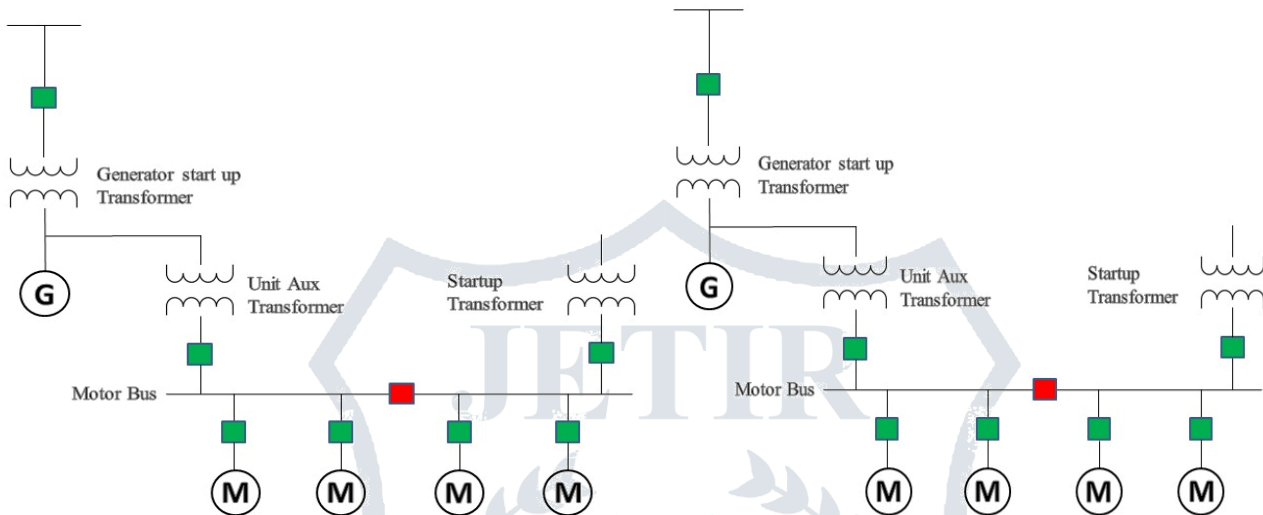 Generator start up
Transformer
G
Unit Aux
Transformer
Startup
Transformer
Motor Bus
M
M
M
M
Generator start up
Transformer
G
Unit Aux
Transformer
Startup
Transformer
Motor Bus
M
M
M
M
JETIR